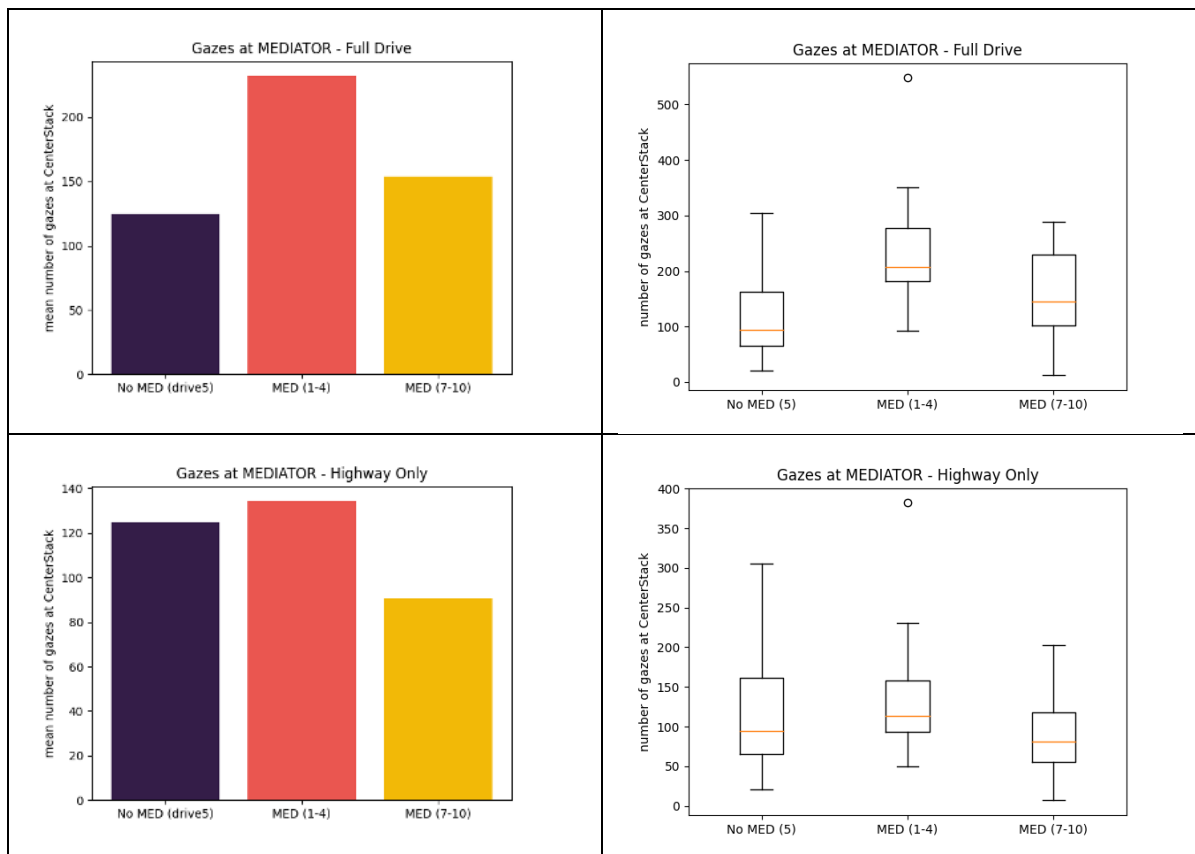 Gazes at MEDIATOR - Full Drive
mean number of gazes at CenterStack
200
150
100
50
0
No MED (drive5) MED (1-4) MED (7-10)
Gazes at MEDIATOR - Full Drive
number of gazes at CenterStack
500
400
300
200
100
0
No MED (5) MED (1-4) MED (7-10)
Gazes at MEDIATOR - Highway Only
mean number of gazes at CenterStack
140
120
100
80
60
40
20
0
No MED (drive5) MED (1-4) MED (7-10)
Gazes at MEDIATOR - Highway Only
number of gazes at CenterStack
400
350
300
250
200
150
100
50
0
No MED (5) MED (1-4) MED (7-10)